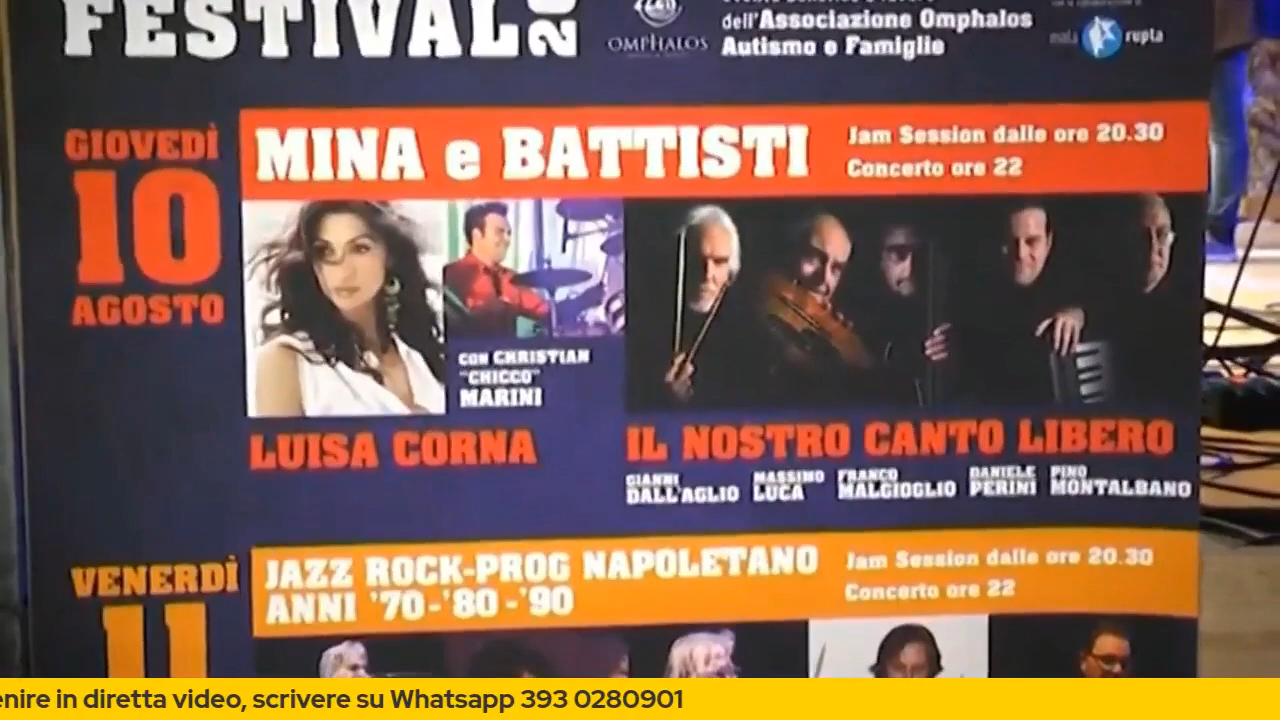 FESTIVAL
OMPHALOS
dell'Associazione Omphalos
Autismo e Famiglie
rupta
GIOVEDÌ
10
AGOSTO
MINA e BATTISTI
Jam Session dalle ore 20.30
Concerto ore 22
CON CHRISTIAN
"CHICCO"
MARINI
LUISA CORNA
IL NOSTRO CANTO LIBERO
GIANNI
DALL'AGLIO
MASSIMO
LUCA
FRANCO
MALGIOGLIO
DANIELE
PERINI
PINO
MONTALBANO
VENERDÌ
11
JAZZ ROCK-PROG NAPOLETANO
ANNI '70-'80-'90
Jam Session dalle ore 20.30
Concerto ore 22
enire in diretta video, scrivere su Whatsapp 393 0280901